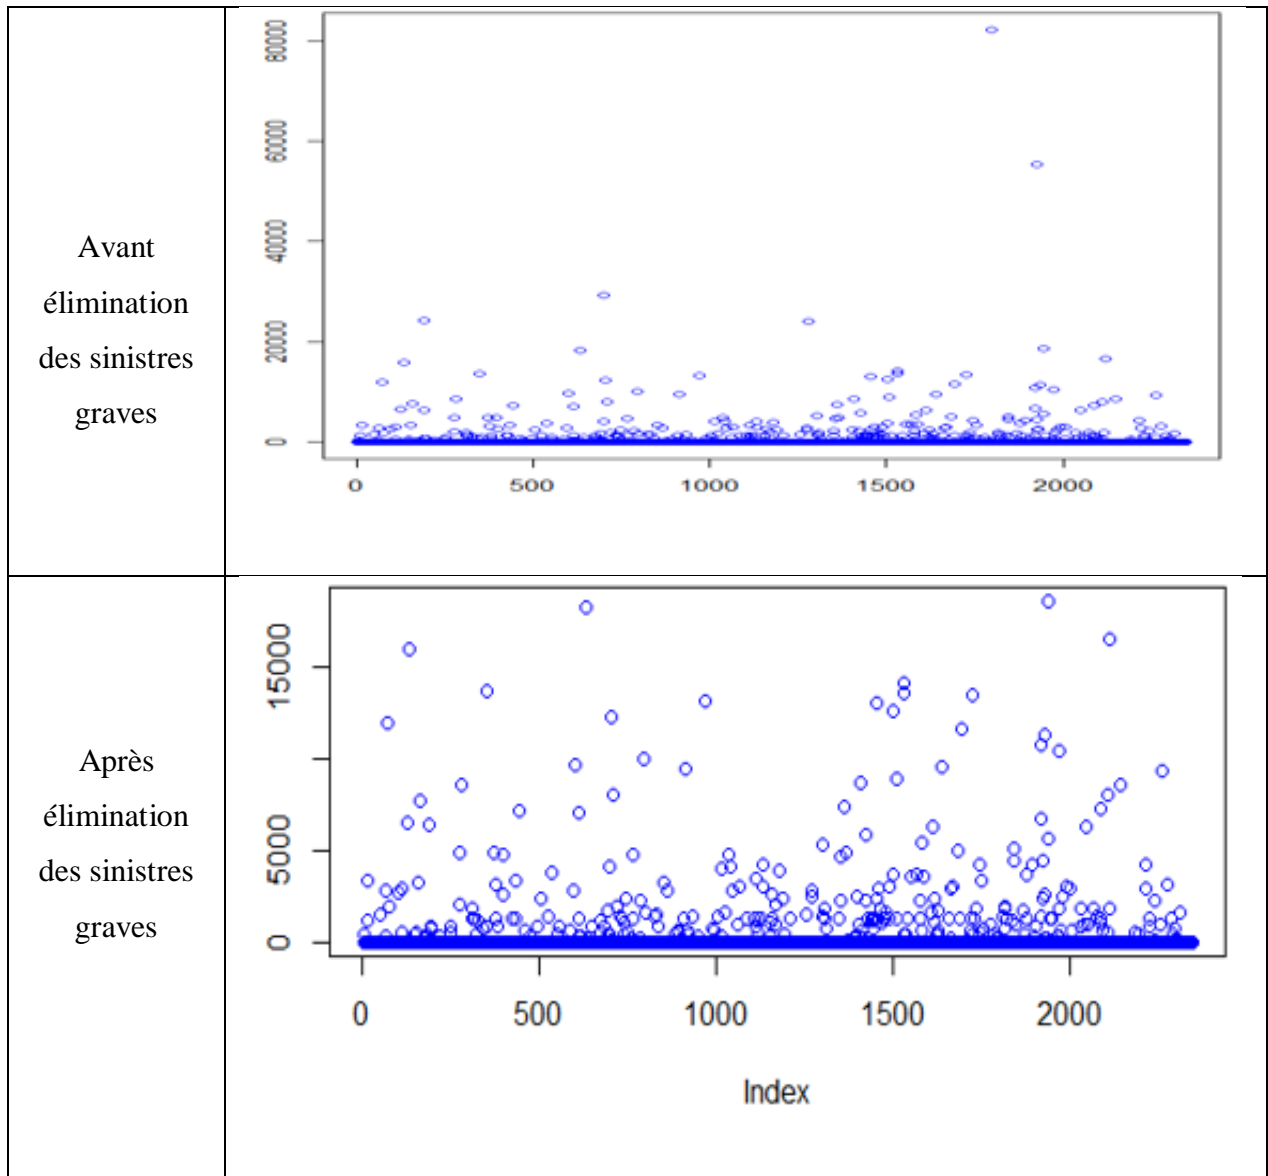 Avant
élimination
des sinistres
graves
80000
60000
40000
20000
0
0 500 1000 1500 2000
Après
élimination
des sinistres
graves
15000
5000
0
0 500 1000 1500 2000
Index